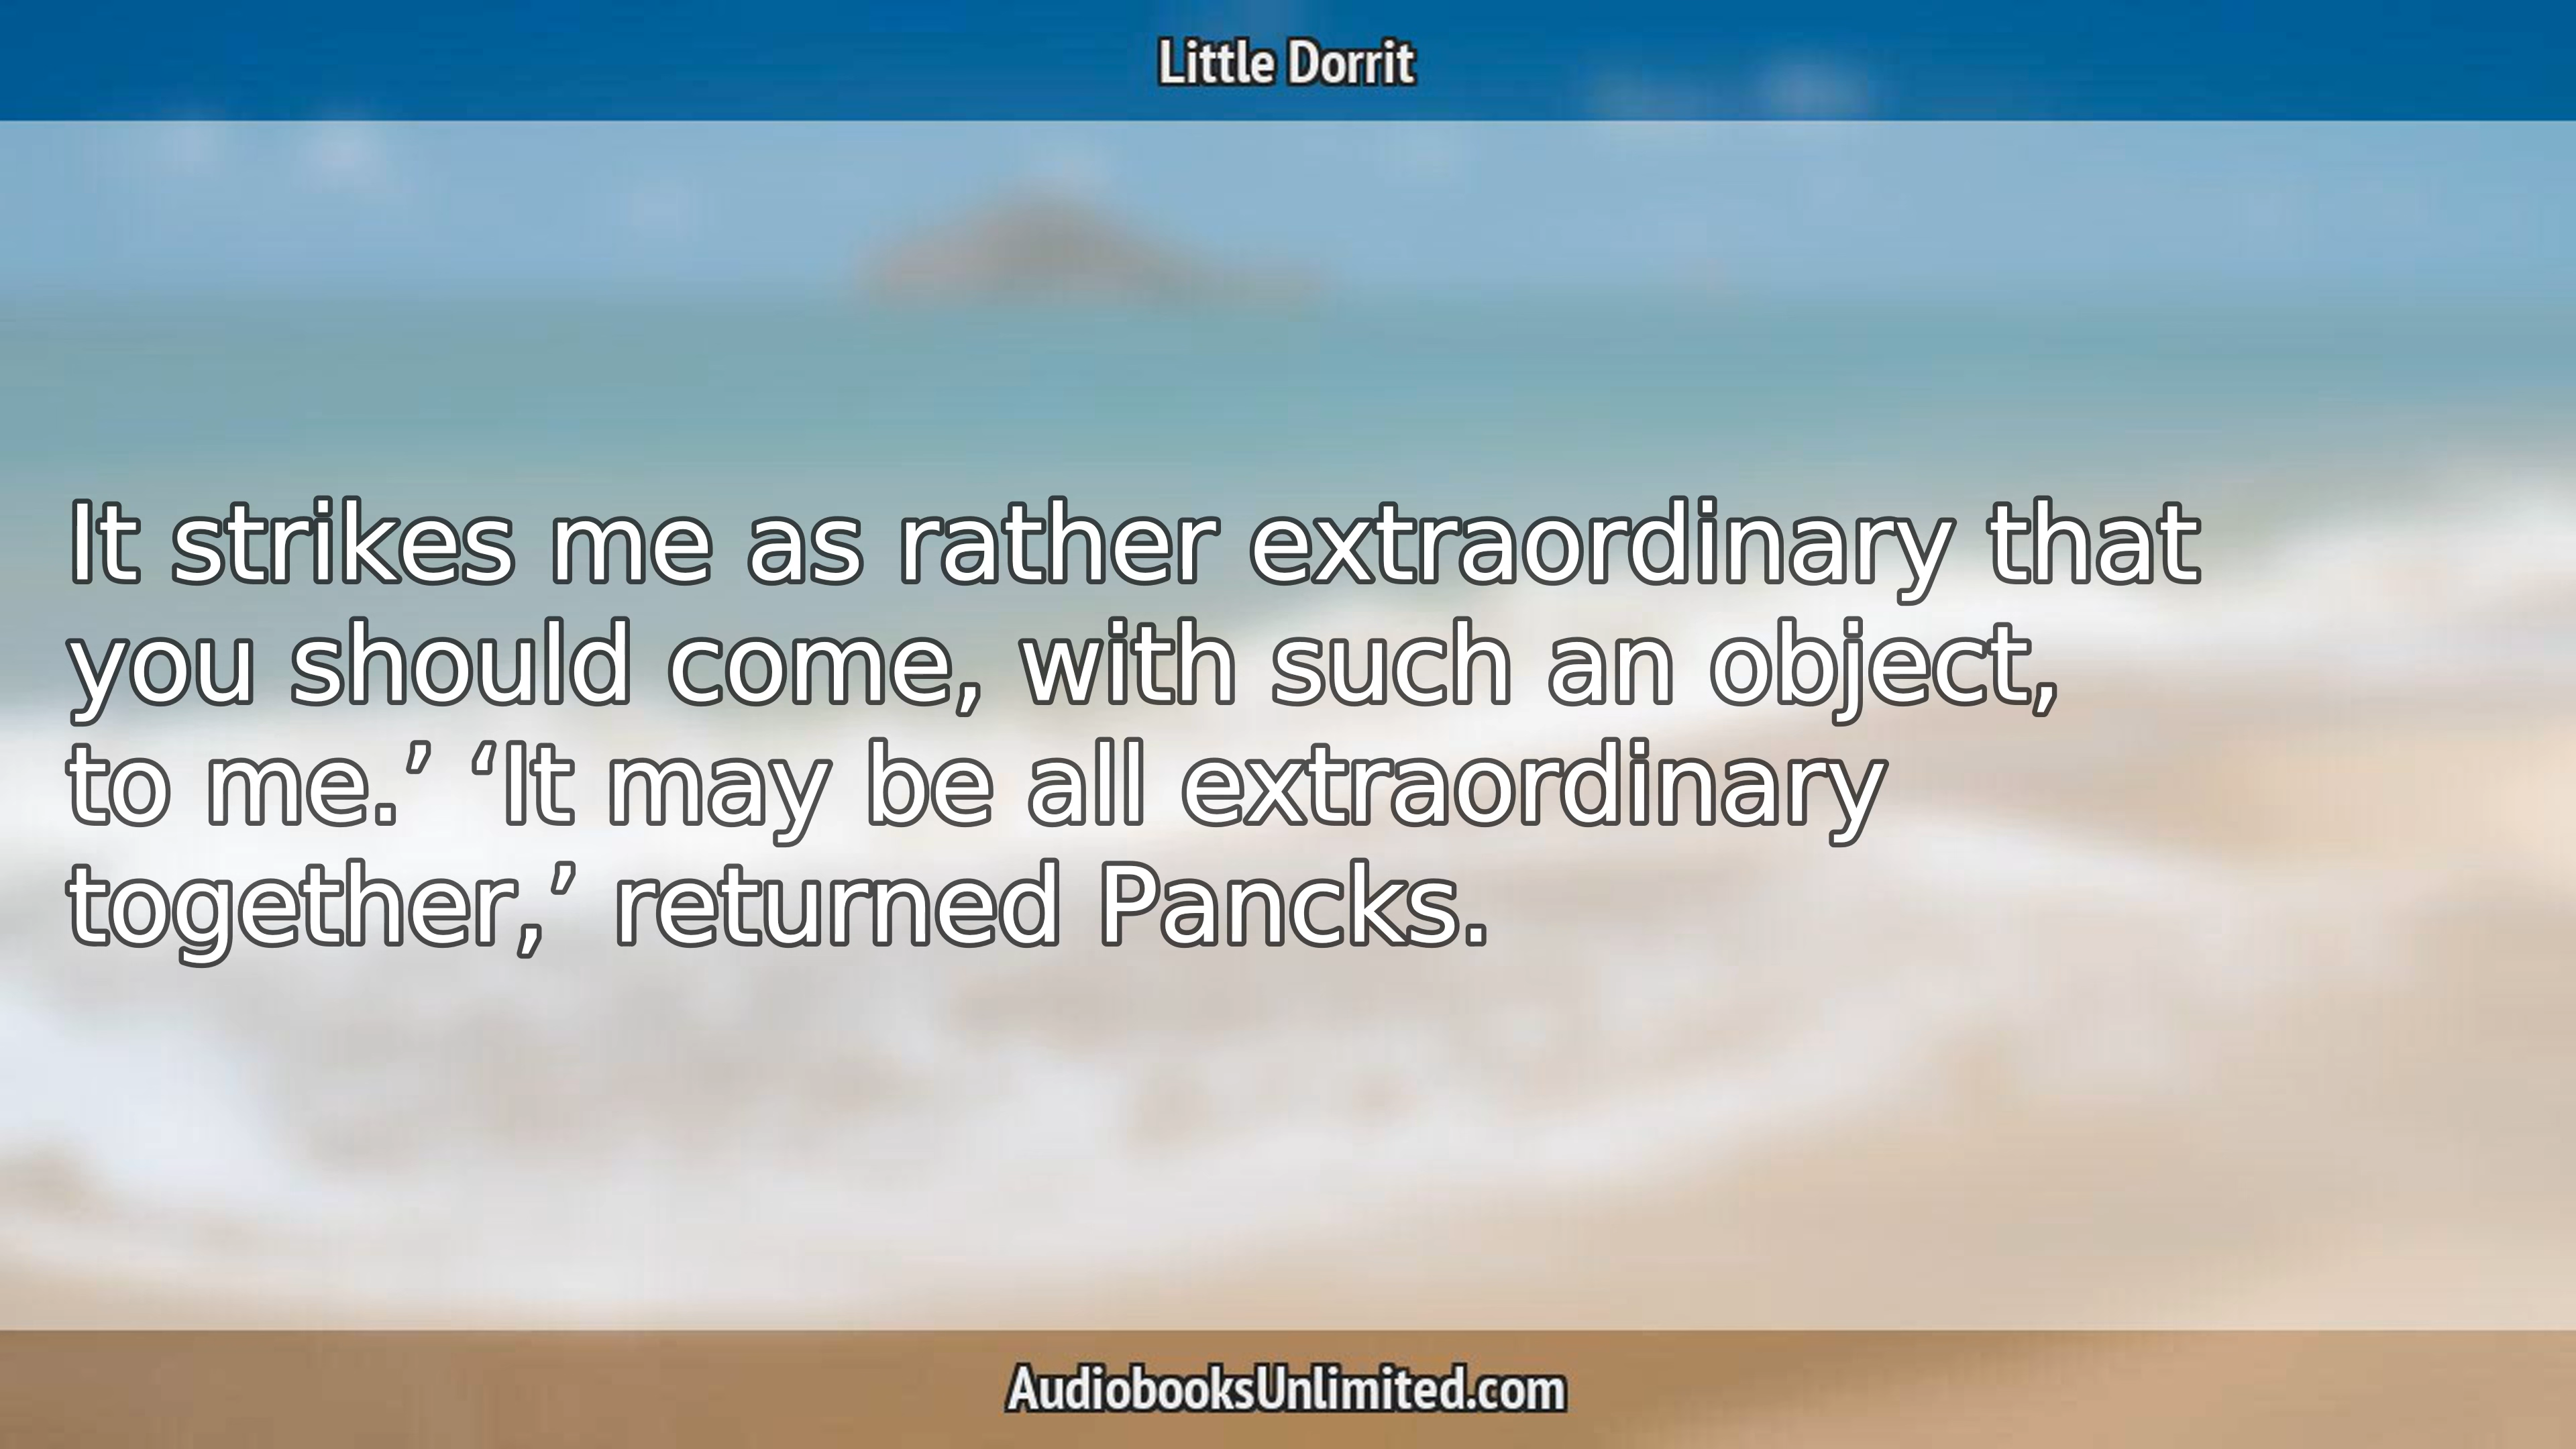 Little Dorrit
It strikes me as rather extraordinary that
you should come, with such an object,
to me.’ ‘It may be all extraordinary
together,’ returned Pancks.
AudiobooksUnlimited.com